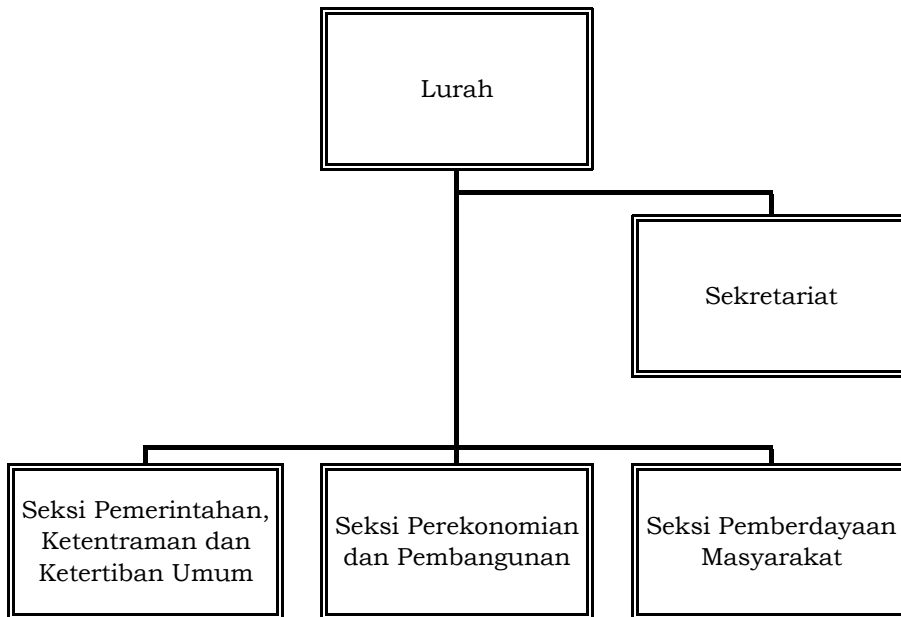 Lurah
Sekretariat
Seksi Pemerintahan,
Ketentraman dan
Ketertiban Umum
Seksi Perekonomian
dan Pembangunan
Seksi Pemberdayaan
Masyarakat